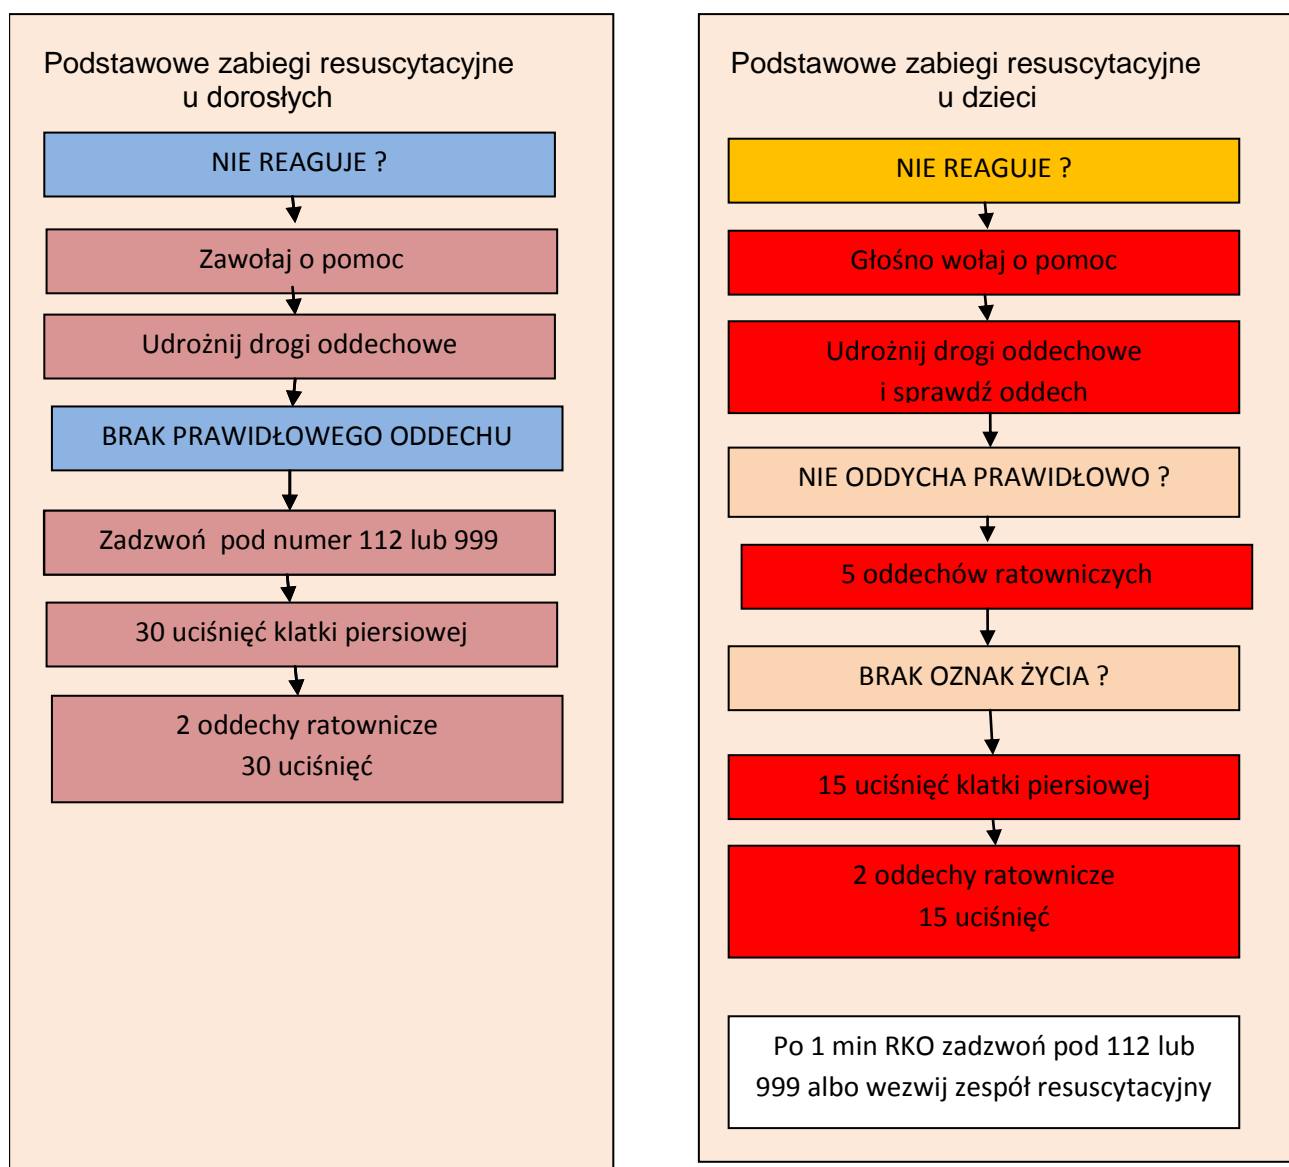 Podstawowe zabiegi resuscytacyjne
u dorosłych
NIE REAGUJE ?
Zawołaj o pomoc
Udrożnij drogi oddechowe
BRAK PRAWIDŁOWEGO ODDECHU
Zadzwoń pod numer 112 lub 999
30 uciśnięć klatki piersiowej
2 oddechy ratownicze
30 uciśnięć
Podstawowe zabiegi resuscytacyjne
u dzieci
NIE REAGUJE ?
Głośno wołaj o pomoc
Udrożnij drogi oddechowe
i sprawdź oddech
NIE ODDYCHA PRAWIDŁOWO ?
5 oddechów ratowniczych
BRAK OZNAK ŻYCIA ?
15 uciśnięć klatki piersiowej
2 oddechy ratownicze
15 uciśnięć
Po 1 min RKO zadzwoń pod 112 lub
999 albo wezwij zespół resuscytacyjny